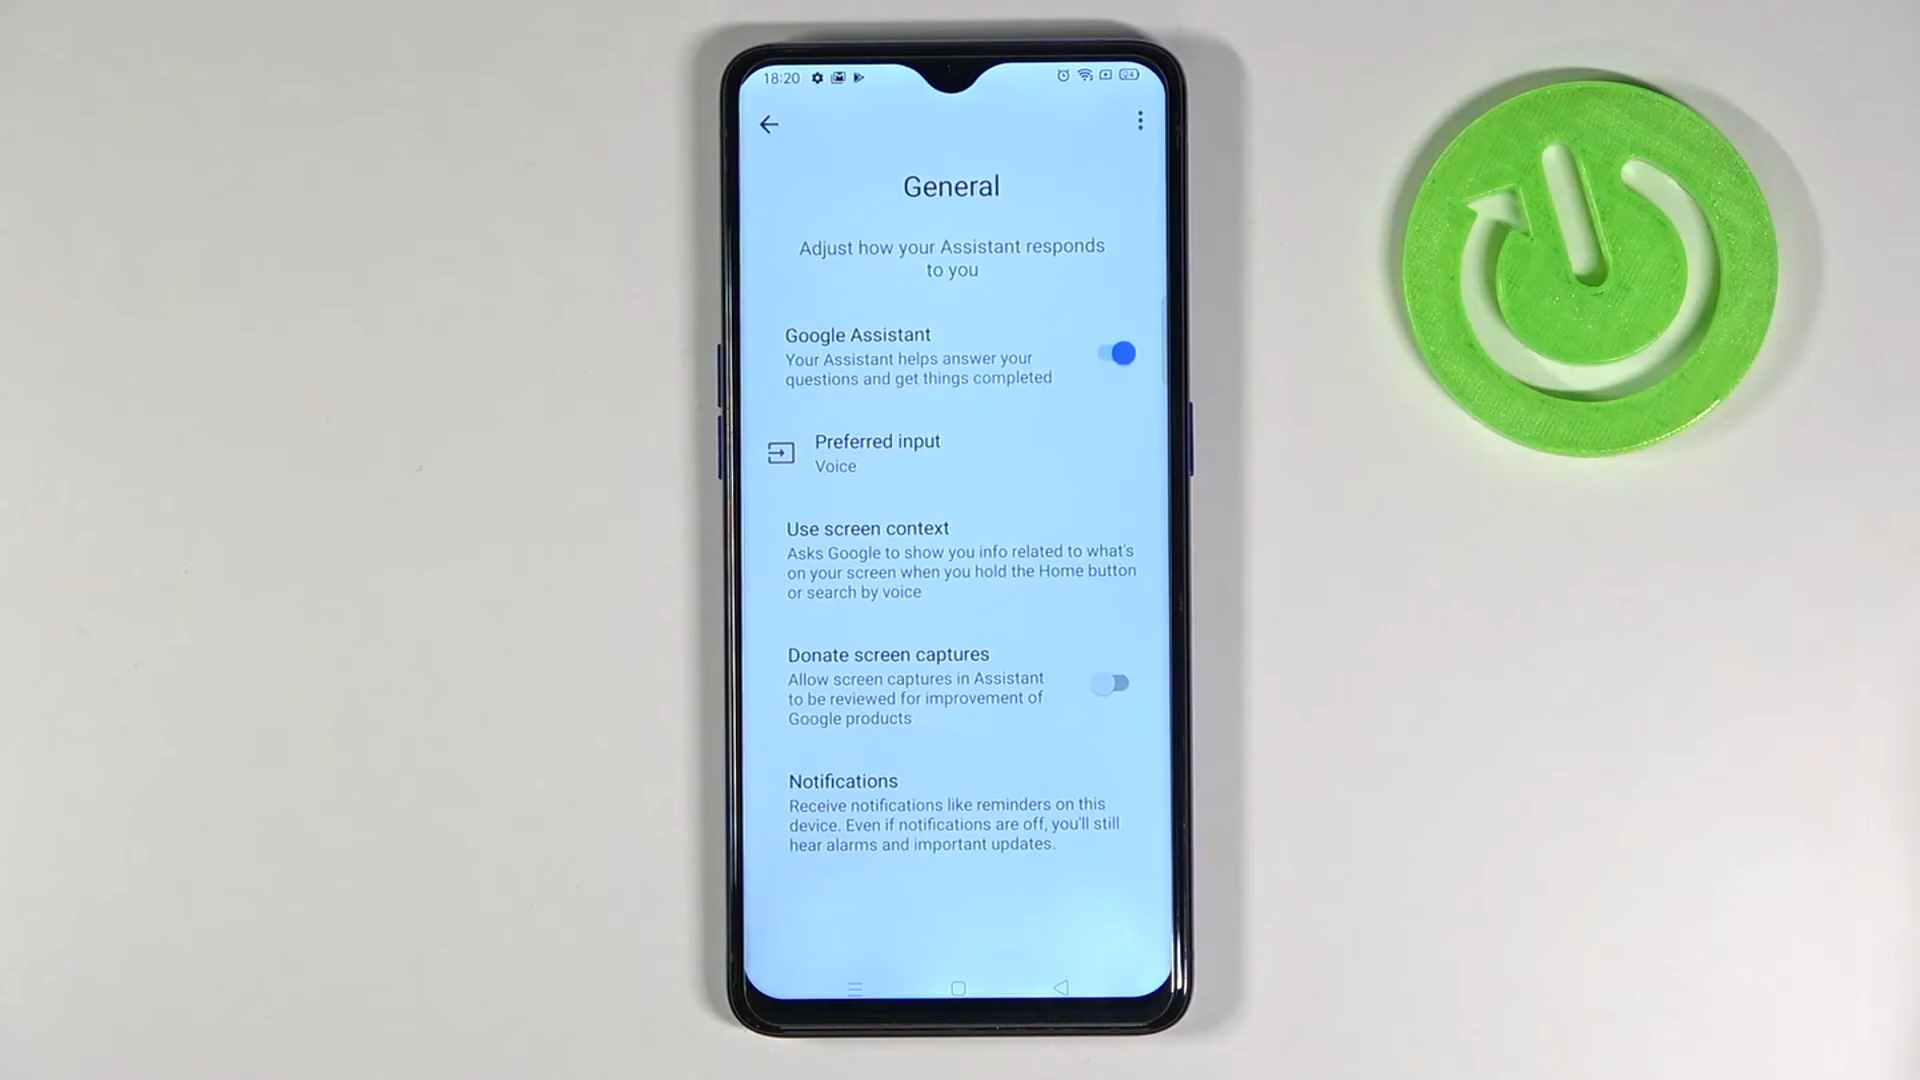 18:20
24
General
Adjust how your Assistant responds
to you
Google Assistant
Your Assistant helps answer your
questions and get things completed
Preferred input
Voice
Use screen context
Asks Google to show you info related to what's
on your screen when you hold the Home button
or search by voice
Donate screen captures
Allow screen captures in Assistant
to be reviewed for improvement of
Google products
Notifications
Receive notifications like reminders on this
device. Even if notifications are off, you'll still
hear alarms and important updates.